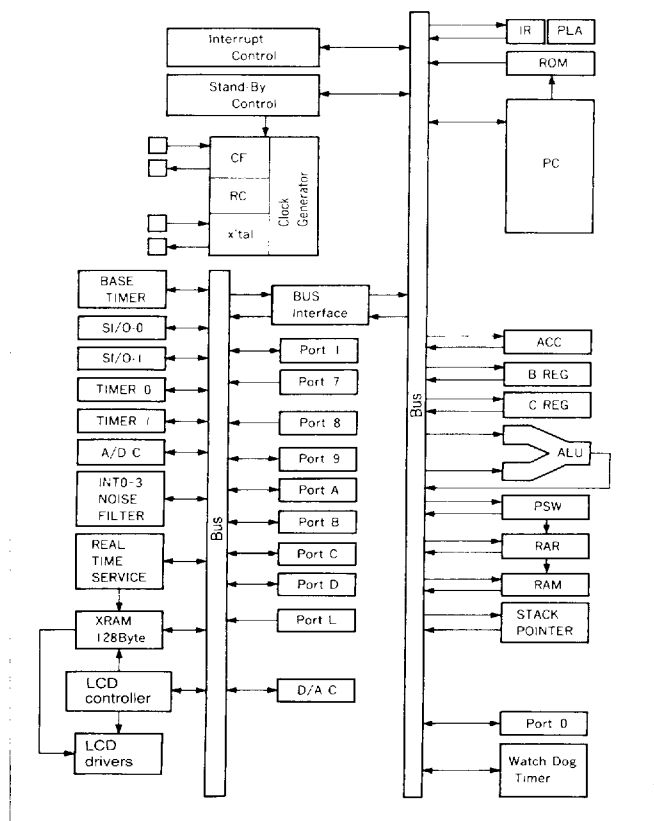 Interrupt
Control
Stand-By
Control
CF
RC
x'tal
Clock
Generator
IR
PLA
ROM
PC
BASE
TIMER
SI/O-0
SI/O-1
TIMER 0
TIMER 1
A/D C
INT0-3
NOISE
FILTER
REAL
TIME
SERVICE
XRAM
128Byte
LCD
controller
LCD
drivers
Bus
BUS
Interface
Port 1
Port 7
Port 8
Port 9
Port A
Port B
Port C
Port D
Port L
D/A C
Bus
ACC
B REG
C REG
ALU
PSW
RAR
RAM
STACK
POINTER
Port 0
Watch Dog
Timer